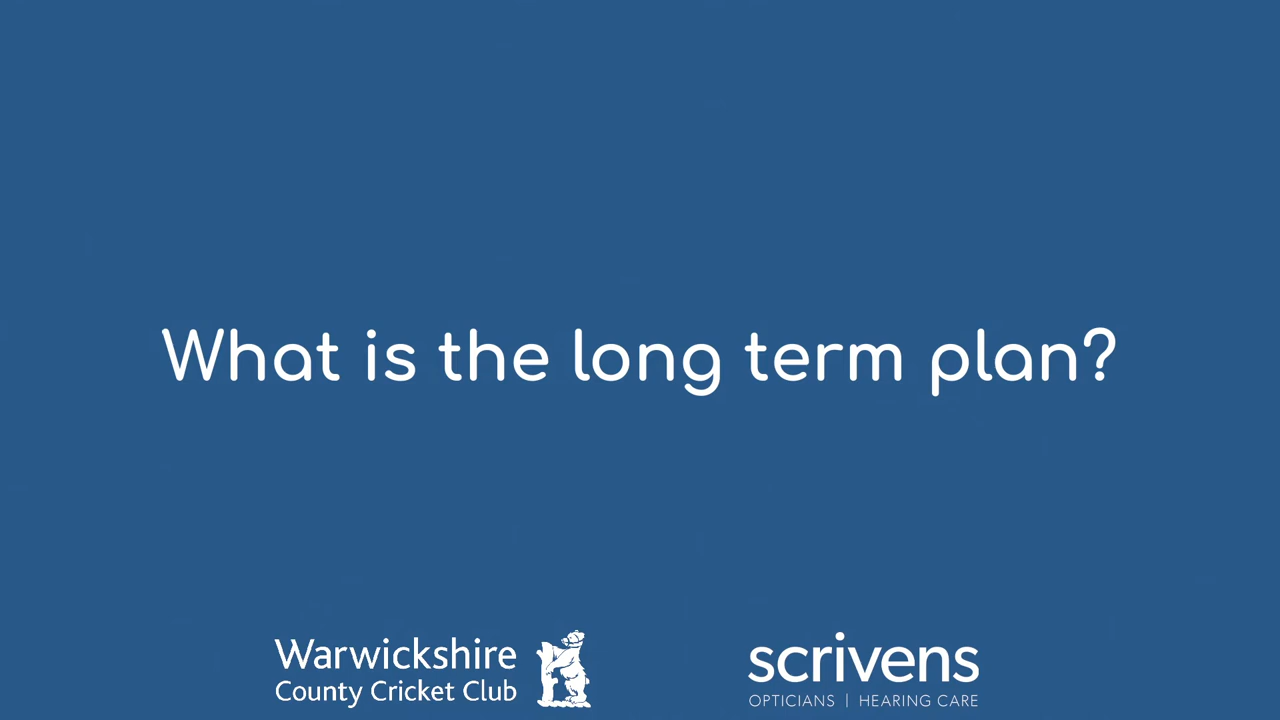 What is the long term plan?
Warwickshire
County Cricket Club
scrivens
OPTICIANS | HEARING CARE